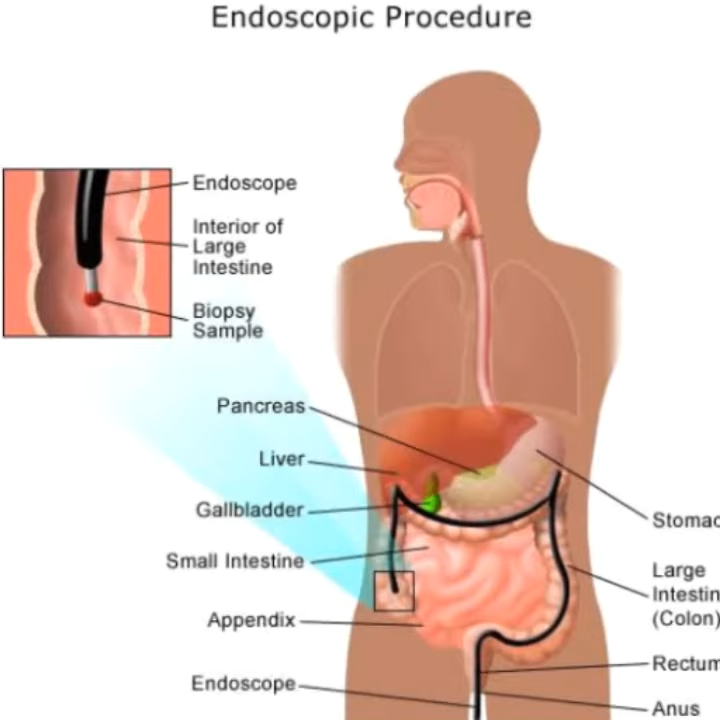 Endoscopic Procedure
Endoscope
Interior of
Large
Intestine
Biopsy
Sample
Pancreas
Liver
Gallbladder
Small Intestine
Appendix
Endoscope
Stomac
Large
Intestin
(Colon)
Rectum
Anus